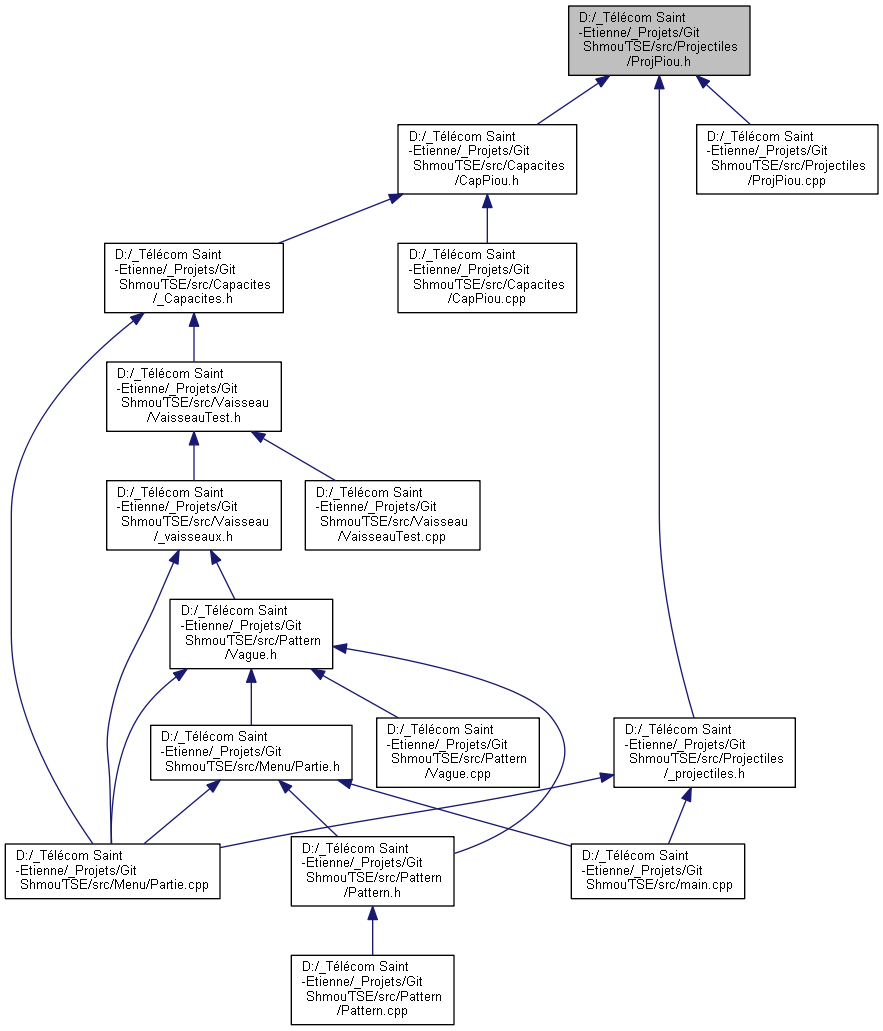 D:/_Télécom Saint
-Etienne/_Projets/Git
ShmouTSE/src/Projectiles
/ProjPiou.h
D:/_Télécom Saint
-Etienne/_Projets/Git
ShmouTSE/src/Capacites
/CapPiou.h
D:/_Télécom Saint
-Etienne/_Projets/Git
ShmouTSE/src/Projectiles
/ProjPiou.cpp
D:/_Télécom Saint
-Etienne/_Projets/Git
ShmouTSE/src/Capacites
/_Capacites.h
D:/_Télécom Saint
-Etienne/_Projets/Git
ShmouTSE/src/Capacites
/CapPiou.cpp
D:/_Télécom Saint
-Etienne/_Projets/Git
ShmouTSE/src/Vaisseau
/VaisseauTest.h
D:/_Télécom Saint
-Etienne/_Projets/Git
ShmouTSE/src/Vaisseau
/_vaisseaux.h
D:/_Télécom Saint
-Etienne/_Projets/Git
ShmouTSE/src/Vaisseau
/VaisseauTest.cpp
D:/_Télécom Saint
-Etienne/_Projets/Git
ShmouTSE/src/Pattern
/Vague.h
D:/_Télécom Saint
-Etienne/_Projets/Git
ShmouTSE/src/Menu/Partie.h
D:/_Télécom Saint
-Etienne/_Projets/Git
ShmouTSE/src/Pattern
/Vague.cpp
D:/_Télécom Saint
-Etienne/_Projets/Git
ShmouTSE/src/Projectiles
/_projectiles.h
D:/_Télécom Saint
-Etienne/_Projets/Git
ShmouTSE/src/Menu/Partie.cpp
D:/_Télécom Saint
-Etienne/_Projets/Git
ShmouTSE/src/Pattern
/Pattern.h
D:/_Télécom Saint
-Etienne/_Projets/Git
ShmouTSE/src/main.cpp
D:/_Télécom Saint
-Etienne/_Projets/Git
ShmouTSE/src/Pattern
/Pattern.cpp